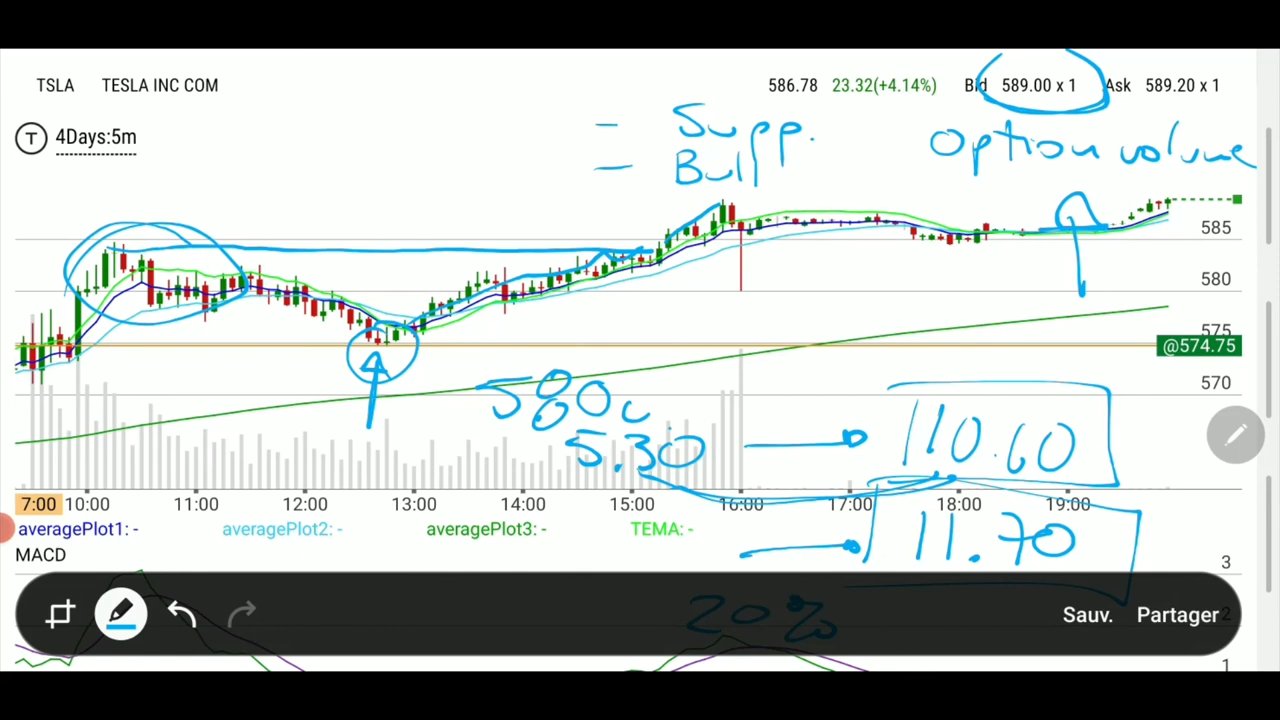 TSLA TESLA INC COM 586.78 23.32(+4.14%) Bid 589.00 x 1 Ask 589.20 x 1
T 4Days:5m
- Supp.
- Bull
Option volume
585
580
575
@574.75
570
580c
5.30 110.60
7:00 10:00 11:00 12:00 13:00 14:00 15:00 16:00 17:00 18:00 19:00
averagePlot1: - averagePlot2: - averagePlot3: - TEMA: -
11.70
MACD
3
20%
Sauv. Partager
2
1